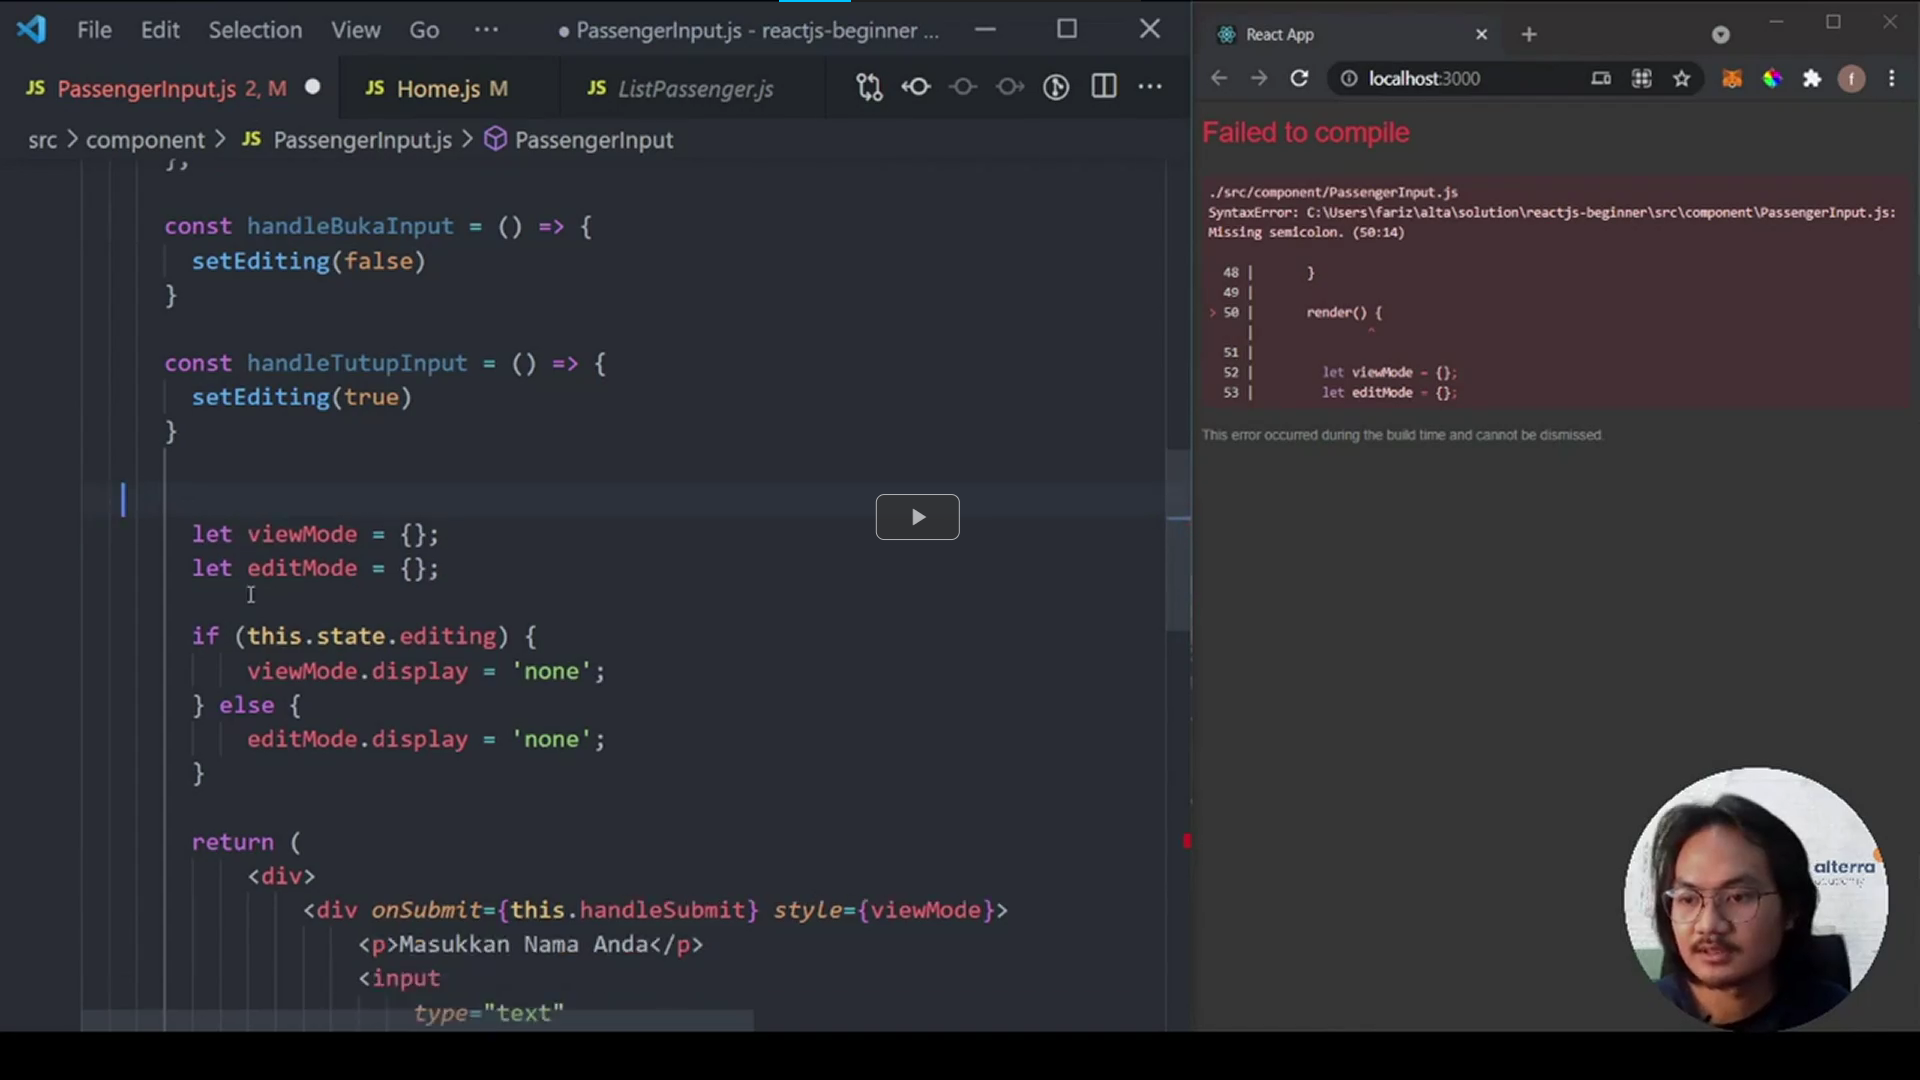 File Edit Selection View Go ··· ● PassengerInput.js - reactjs-beginner ...
JS PassengerInput.js 2, M ● JS Home.js M JS ListPassenger.js
src > component > JS PassengerInput.js > PassengerInput
};
const handleBukaInput = () => {
setEditing(false)
}
const handleTutupInput = () => {
setEditing(true)
}
let viewMode = {};
let editMode = {};
if (this.state.editing) {
viewMode.display = 'none';
} else {
editMode.display = 'none';
}
return (
<div>
<div onSubmit={this.handleSubmit} style={viewMode}>
<p>Masukkan Nama Anda</p>
<input
type="text"
React App
localhost:3000
f
Failed to compile
./src/component/PassengerInput.js
SyntaxError: C:\Users\fariz\alta\solution\reactjs-beginner\src\component\PassengerInput.js:
Missing semicolon. (50:14)
48 | }
49 |
> 50 | render() {
| ^
51 |
52 | let viewMode = {};
53 | let editMode = {};
This error occurred during the build time and cannot be dismissed.
alterra
academy